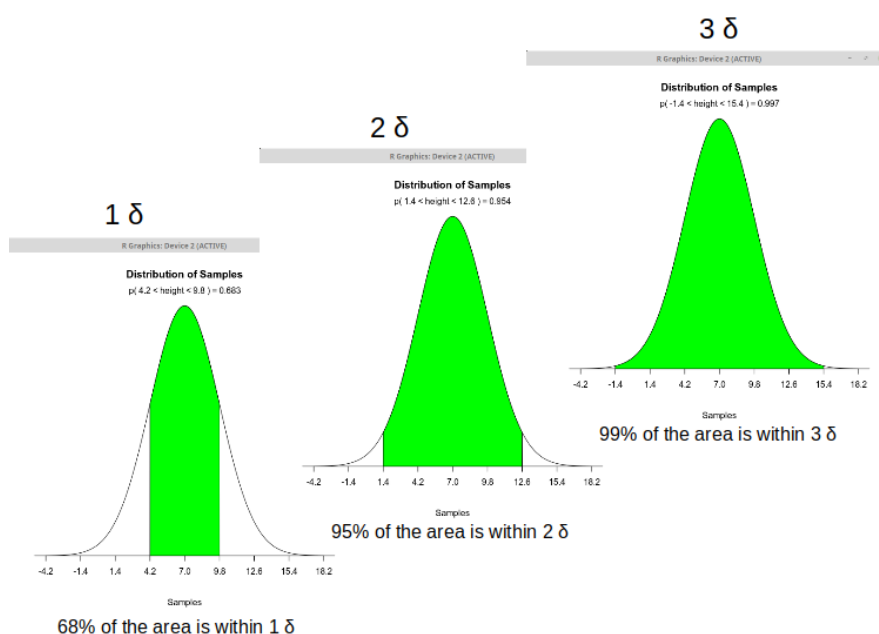 1 δ
R Graphics: Device 2 (ACTIVE)
Distribution of Samples
p( 4.2 < height < 9.8 ) = 0.683
-4.2 -1.4 1.4 4.2 7.0 9.8 12.6 15.4 18.2
Samples
68% of the area is within 1 δ
2 δ
R Graphics: Device 2 (ACTIVE)
Distribution of Samples
p( 1.4 < height < 12.6 ) = 0.954
-4.2 -1.4 1.4 4.2 7.0 9.8 12.6 15.4 18.2
Samples
95% of the area is within 2 δ
3 δ
R Graphics: Device 2 (ACTIVE)
Distribution of Samples
p( -1.4 < height < 15.4 ) = 0.997
-4.2 -1.4 1.4 4.2 7.0 9.8 12.6 15.4 18.2
Samples
99% of the area is within 3 δ